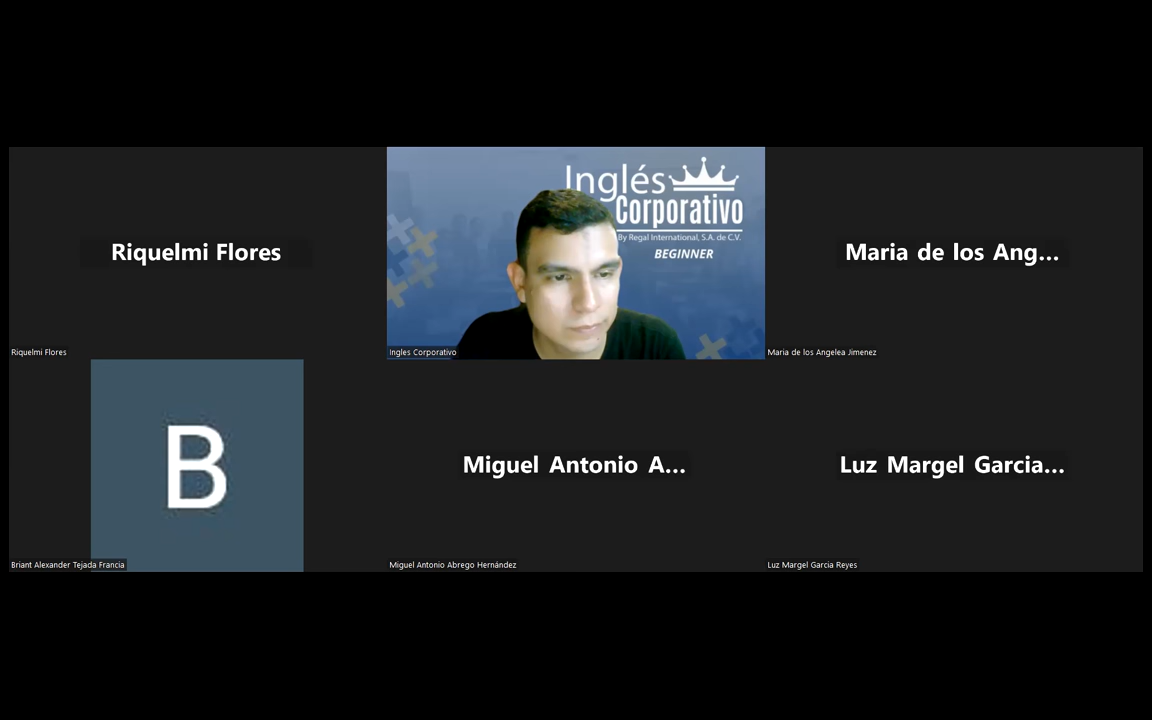 Riquelmi Flores
Riquelmi Flores
Inglés
Corporativo
By Regal International, S.A. de C.V.
BEGINNER
Ingles Corporativo
Maria de los Ang...
Maria de los Angelea Jimenez
B
Briant Alexander Tejada Francia
Miguel Antonio A...
Miguel Antonio Abrego Hernández
Luz Margel Garcia...
Luz Margel Garcia Reyes